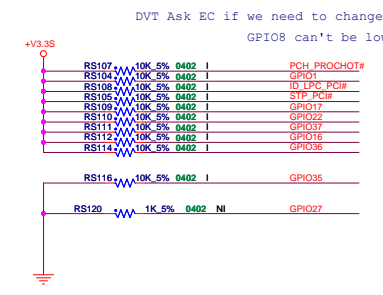 DVT Ask EC if we need to change
GPIO8 can't be low
+V3.3S
RS107 10K_5% 0402 I PCH_PROCHOT#
RS104 10K_5% 0402 I GPIO1
RS108 10K_5% 0402 I ID_LPC_PCI#
RS105 10K_5% 0402 I STP_PCI#
RS109 10K_5% 0402 I GPIO17
RS110 10K_5% 0402 I GPIO22
RS111 10K_5% 0402 I GPIO37
RS112 10K_5% 0402 I GPIO16
RS114 10K_5% 0402 I GPIO36
RS116 10K_5% 0402 I GPIO35
RS120 1K_5% 0402 NI GPIO27